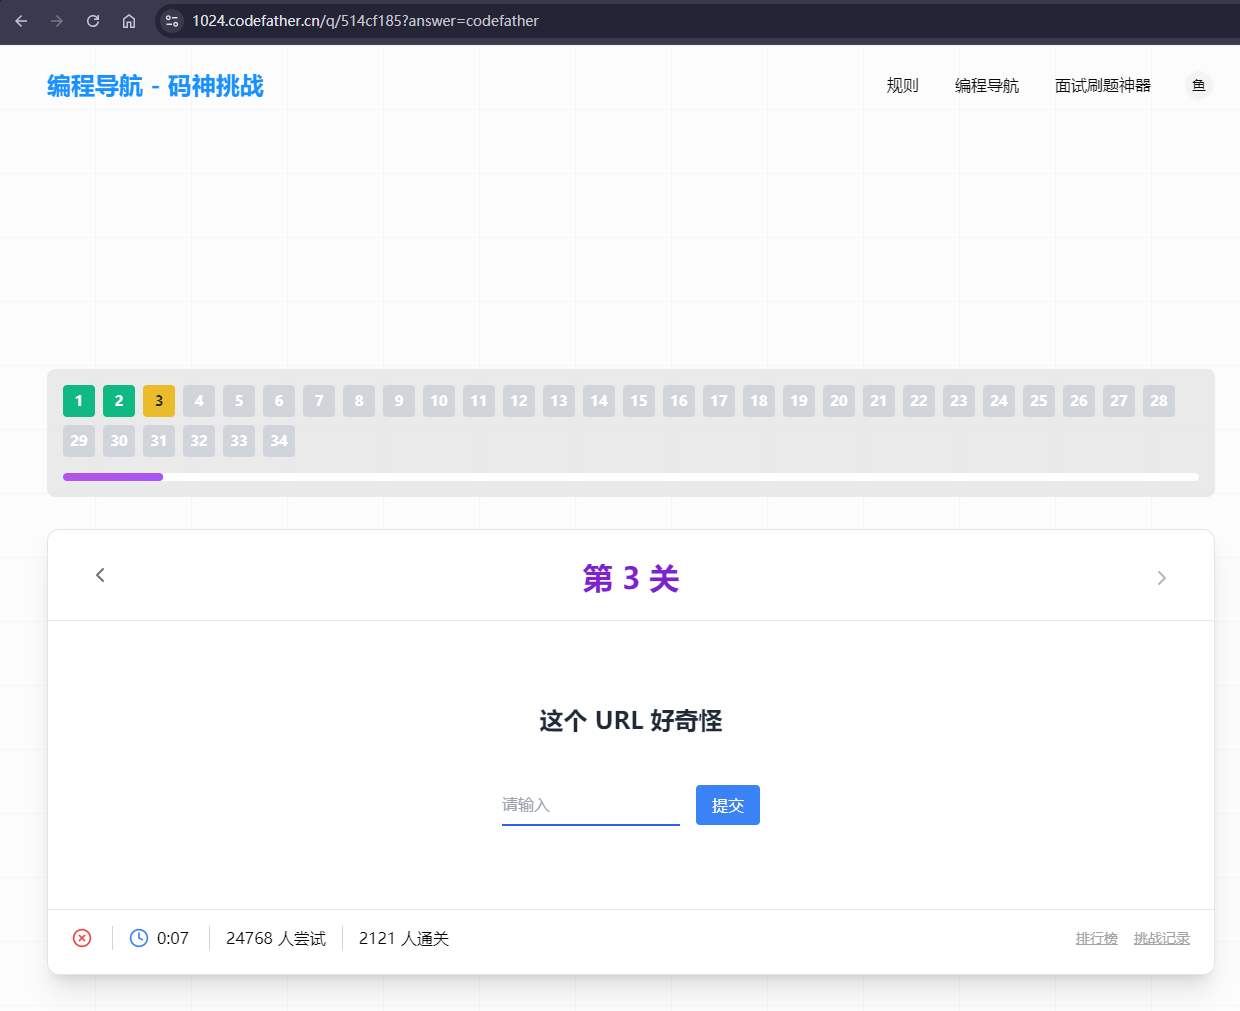 1024.codefather.cn/q/514cf185?answer=codefather
编程导航 - 码神挑战
规则 编程导航 面试刷题神器 鱼
1 2 3 4 5 6 7 8 9 10 11 12 13 14 15 16 17 18 19 20 21 22 23 24 25 26 27 28
29 30 31 32 33 34
第 3 关
这个 URL 好奇怪
请输入 提交
0:07 24768 人尝试 2121 人通关 排行榜 挑战记录